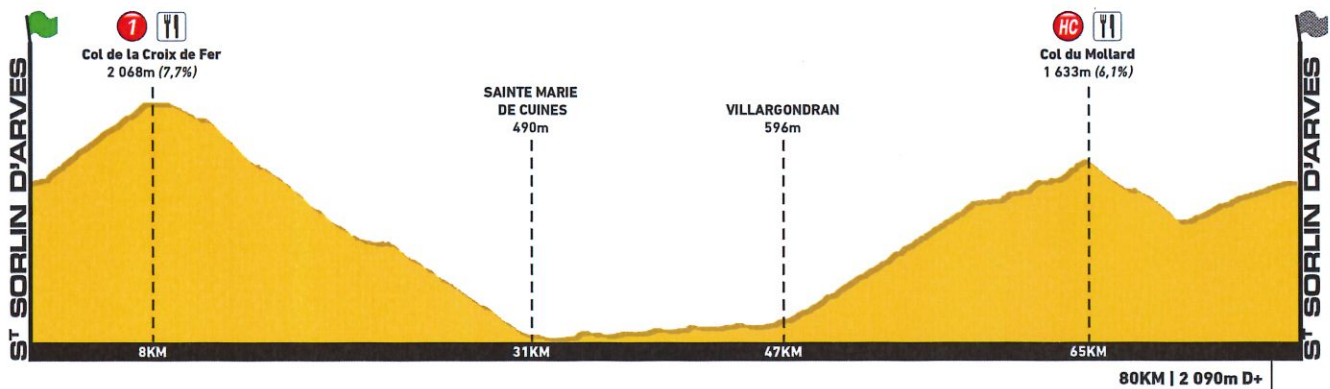 ST SORLIN D'ARVES
1
Col de la Croix de Fer
2 068m (7,7%)
SAINTE MARIE
DE CUINES
490m
VILLARGONDRAN
596m
HC
Col du Mollard
1 633m (6,1%)
ST SORLIN D'ARVES
8KM
31KM
47KM
65KM
80KM | 2 090m D+